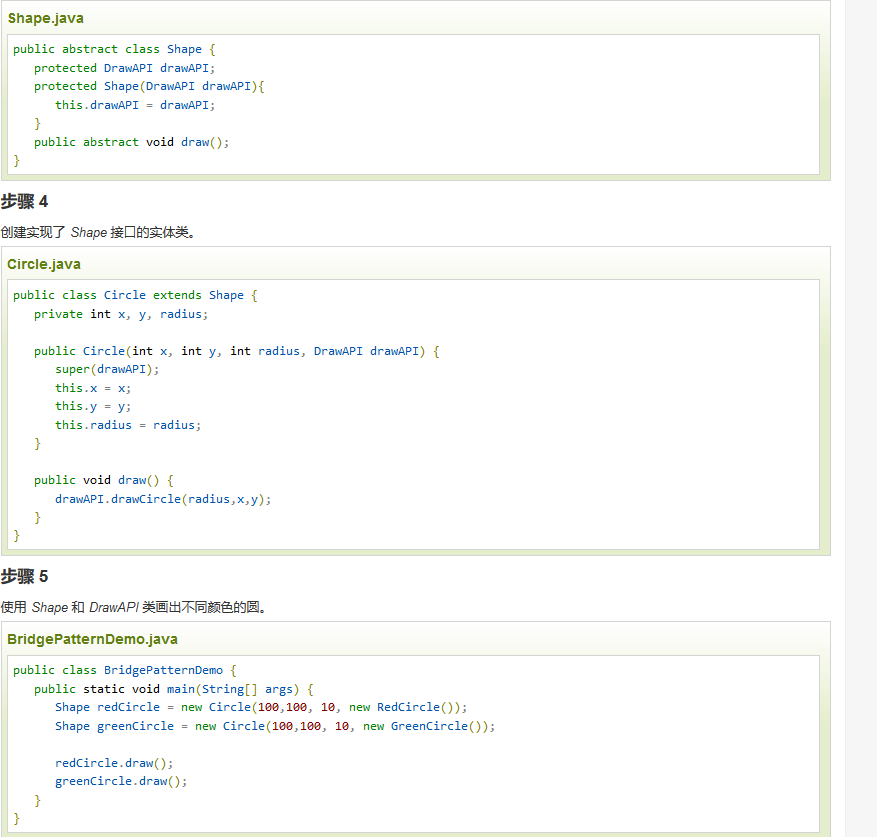 Shape.java
public abstract class Shape {
   protected DrawAPI drawAPI;
   protected Shape(DrawAPI drawAPI){
      this.drawAPI = drawAPI;
   }
   public abstract void draw();
}
步骤 4
创建实现了 Shape 接口的实体类。
Circle.java
public class Circle extends Shape {
   private int x, y, radius;

   public Circle(int x, int y, int radius, DrawAPI drawAPI) {
      super(drawAPI);
      this.x = x;
      this.y = y;
      this.radius = radius;
   }

   public void draw() {
      drawAPI.drawCircle(radius,x,y);
   }
}
步骤 5
使用 Shape 和 DrawAPI 类画出不同颜色的圆。
BridgePatternDemo.java
public class BridgePatternDemo {
   public static void main(String[] args) {
      Shape redCircle = new Circle(100,100, 10, new RedCircle());
      Shape greenCircle = new Circle(100,100, 10, new GreenCircle());

      redCircle.draw();
      greenCircle.draw();
   }
}